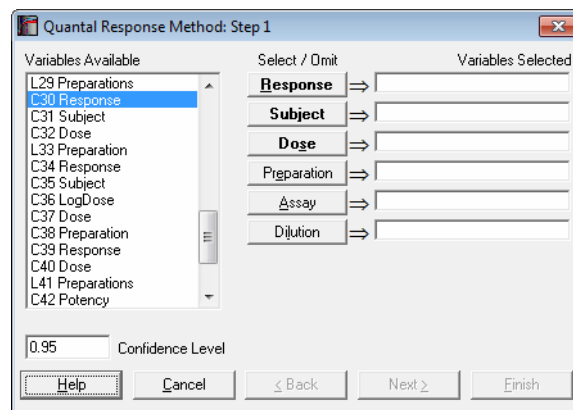 Quantal Response Method: Step 1
Variables Available
Select / Omit
Variables Selected
L29 Preparations
C30 Response
C31 Subject
C32 Dose
L33 Preparation
C34 Response
C35 Subject
C36 LogDose
C37 Dose
C38 Preparation
C39 Response
C40 Dose
L41 Preparations
C42 Potency
Response
Subject
Dose
Preparation
Assay
Dilution
0.95 Confidence Level
Help Cancel < Back Next > Finish